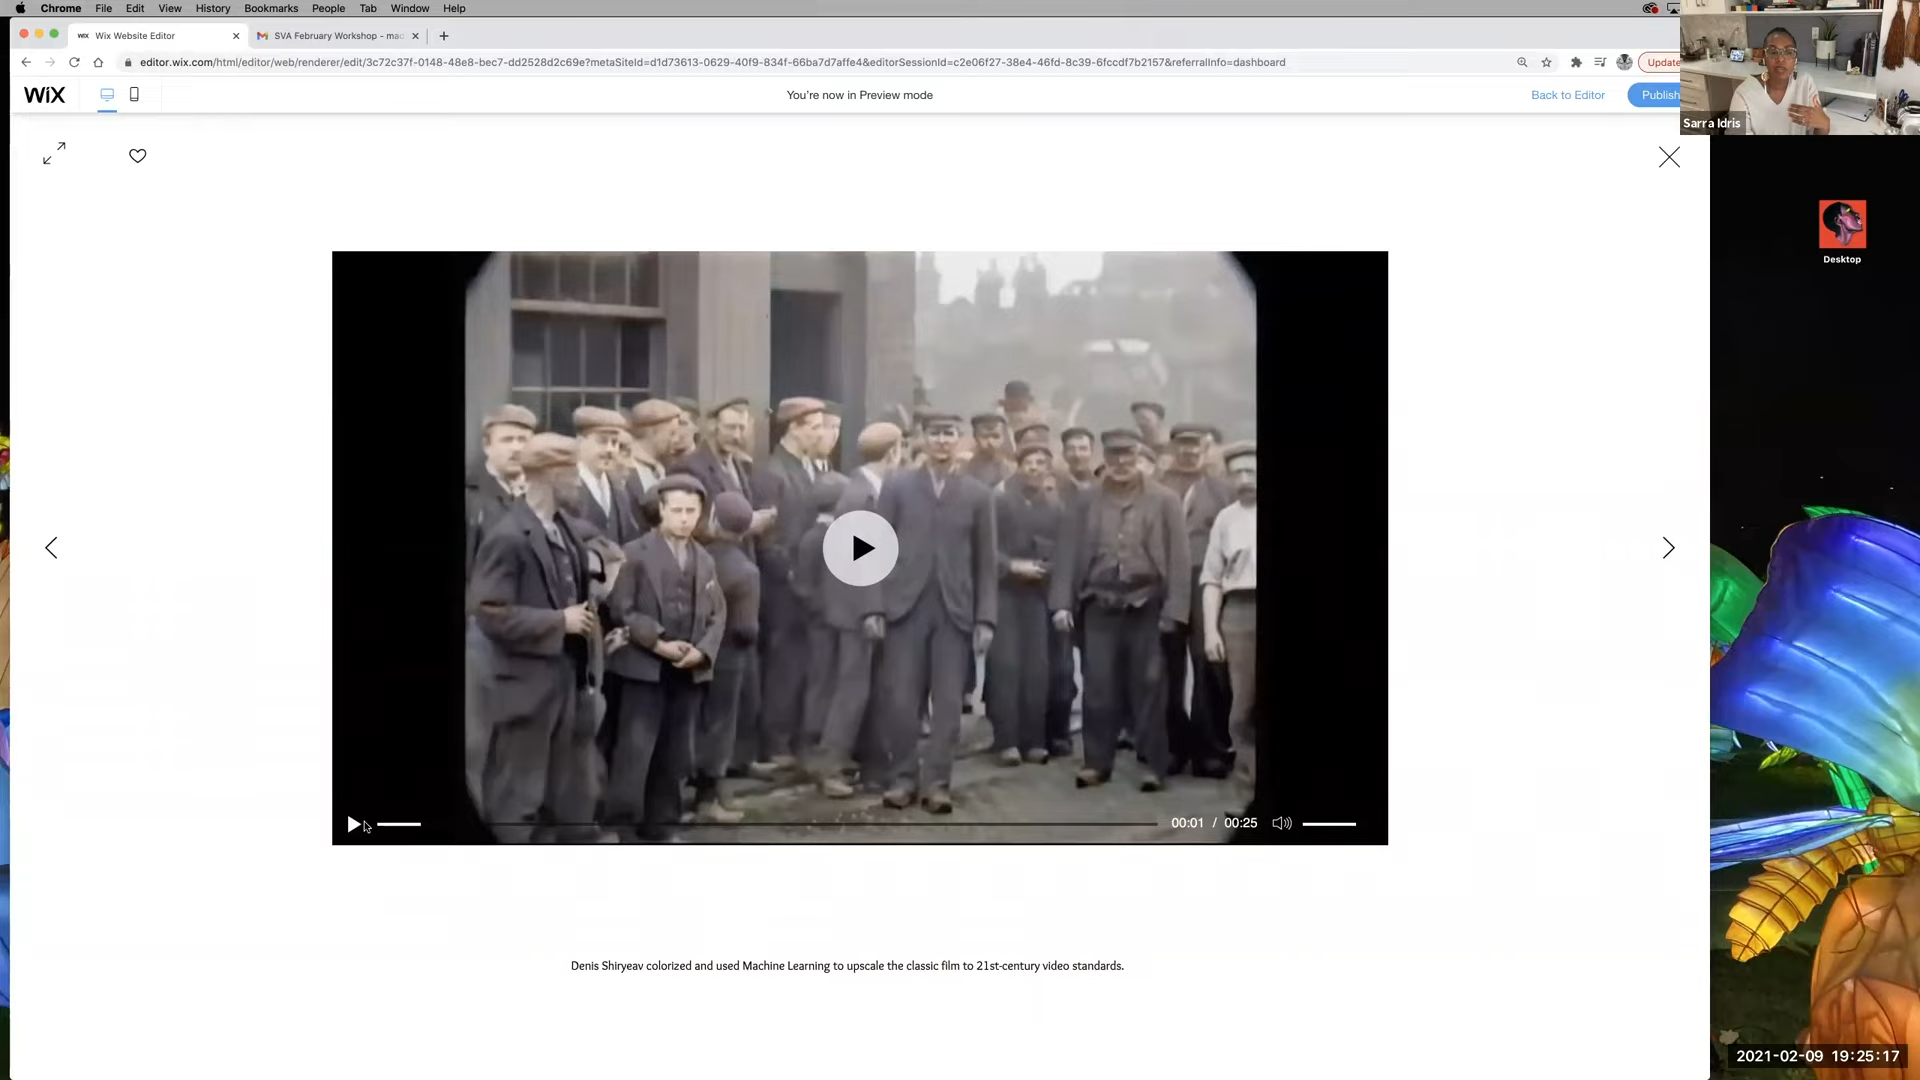 Chrome File Edit View History Bookmarks People Tab Window Help
WiX Wix Website Editor
SVA February Workshop - mac
editor.wix.com/html/editor/web/renderer/edit/3c72c37f-0148-48e8-bec7-dd2528d2c69e?metaSiteId=d1d73613-0629-40f9-834f-66ba7d7affe4&editorSessionId=c2e06f27-38e4-46fd-8c39-6fccdf7b2157&referralInfo=dashboard
Update
WiX
You're now in Preview mode
Back to Editor
Publish
Sarra Idris
Desktop
00:01 / 00:25
Denis Shiryeav colorized and used Machine Learning to upscale the classic film to 21st-century video standards.
2021-02-09 19:25:17